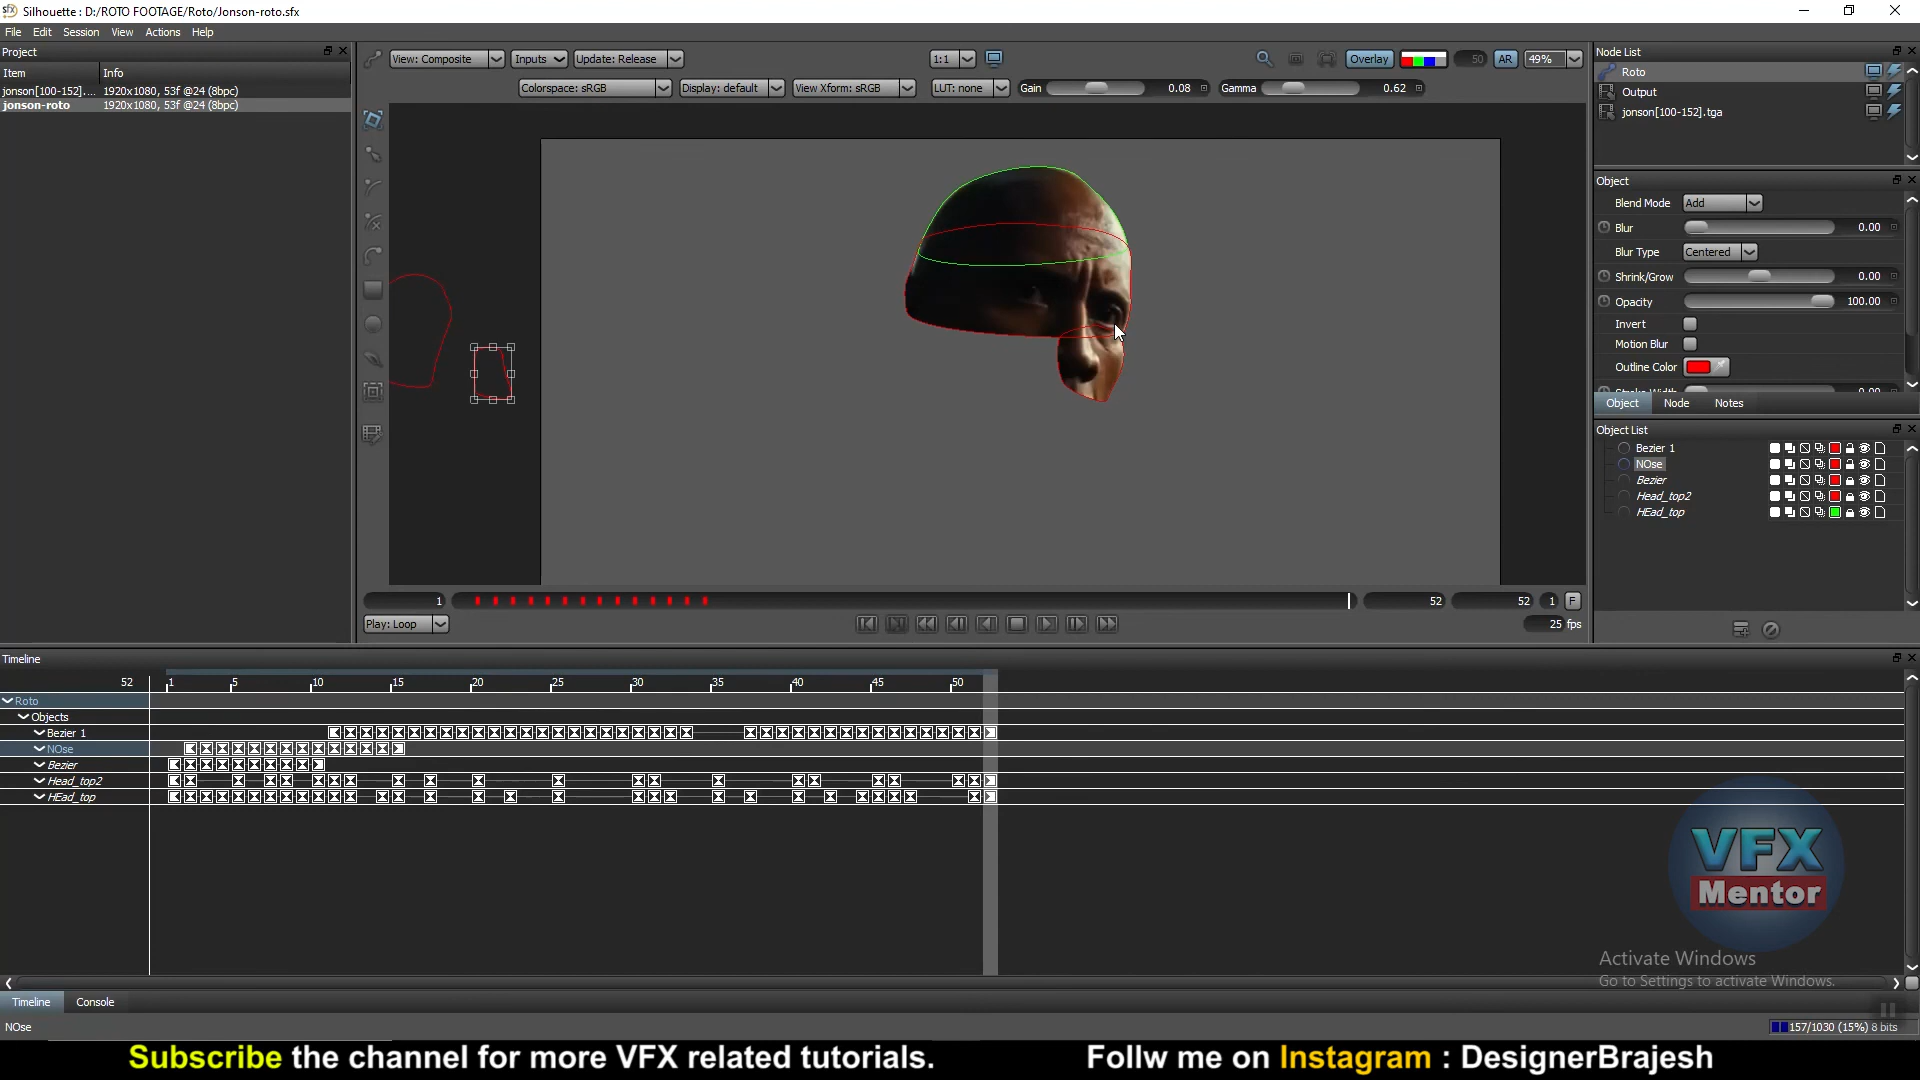 Silhouette : D:/ROTO FOOTAGE/Roto/Jonson-roto.sfx
File Edit Session View Actions Help
Project
Item Info
jonson[100-152].... 1920x1080, 53f @24 (8bpc)
jonson-roto 1920x1080, 53f @24 (8bpc)
View: Composite Inputs Update: Release 1:1 Overlay 50 AR 49%
Colorspace: sRGB Display: default View Xform: sRGB LUT: none Gain 0.08 Gamma 0.62
Node List
Roto
Output
jonson[100-152].tga
Object
Blend Mode Add
Blur 0.00
Blur Type Centered
Shrink/Grow 0.00
Opacity 100.00
Invert
Motion Blur
Outline Color
Stroke Width 0.00
Object Node Notes
Object List
Bezier 1
NOse
Bezier
Head_top2
HEad_top
1 52 52 1 F
Play: Loop 25 fps
Timeline
52 1 5 10 15 20 25 30 35 40 45 50
Roto
Objects
Bezier 1
NOse
Bezier
Head_top2
HEad_top
VFX
Mentor
Activate Windows
Go to Settings to activate Windows.
Timeline Console
NOse 157/1030 (15%) 8 bits
Subscribe the channel for more VFX related tutorials. Follw me on Instagram : DesignerBrajesh